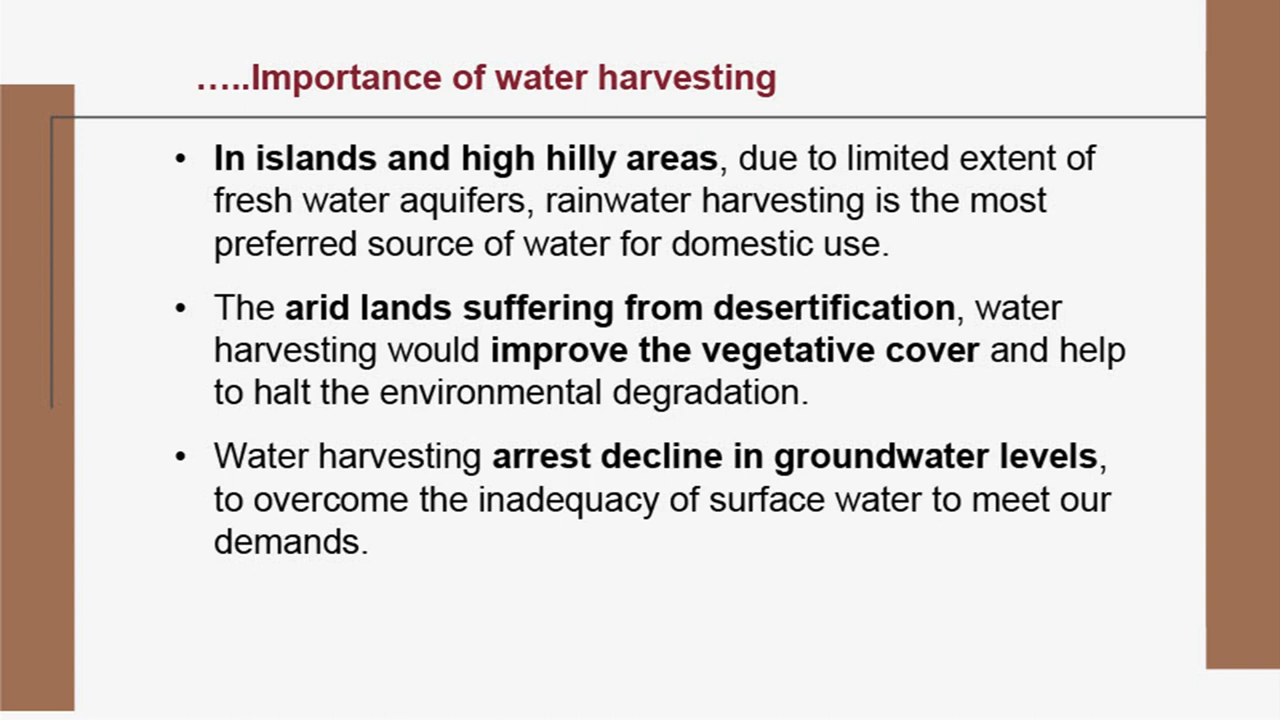 …..Importance of water harvesting
• In islands and high hilly areas, due to limited extent of
fresh water aquifers, rainwater harvesting is the most
preferred source of water for domestic use.
• The arid lands suffering from desertification, water
harvesting would improve the vegetative cover and help
to halt the environmental degradation.
• Water harvesting arrest decline in groundwater levels,
to overcome the inadequacy of surface water to meet our
demands.